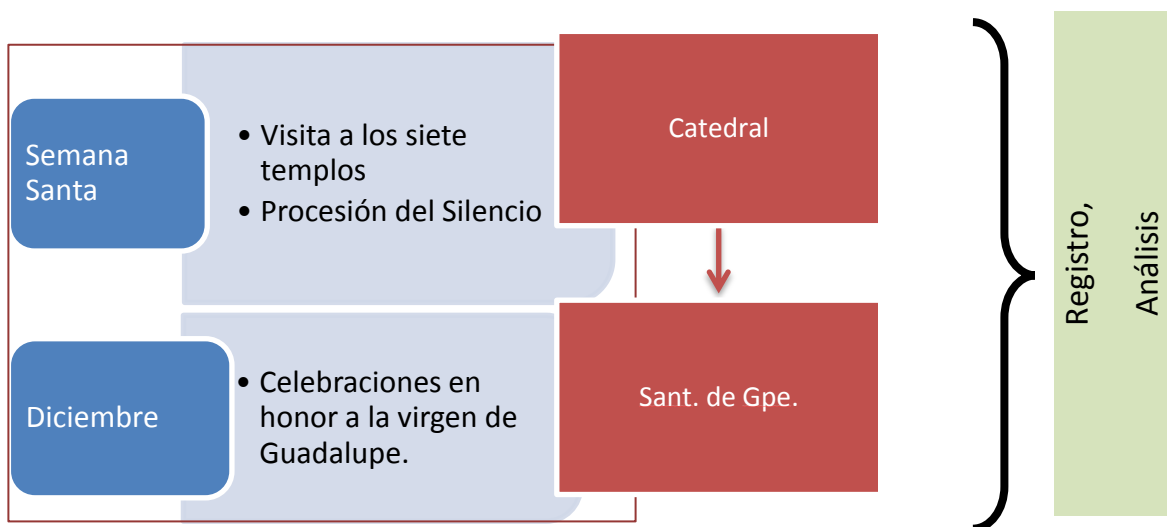 Semana
Santa
• Visita a los siete
templos
• Procesión del Silencio
Catedral
Diciembre
• Celebraciones en
honor a la virgen de
Guadalupe.
Sant. de Gpe.
Registro,
Análisis